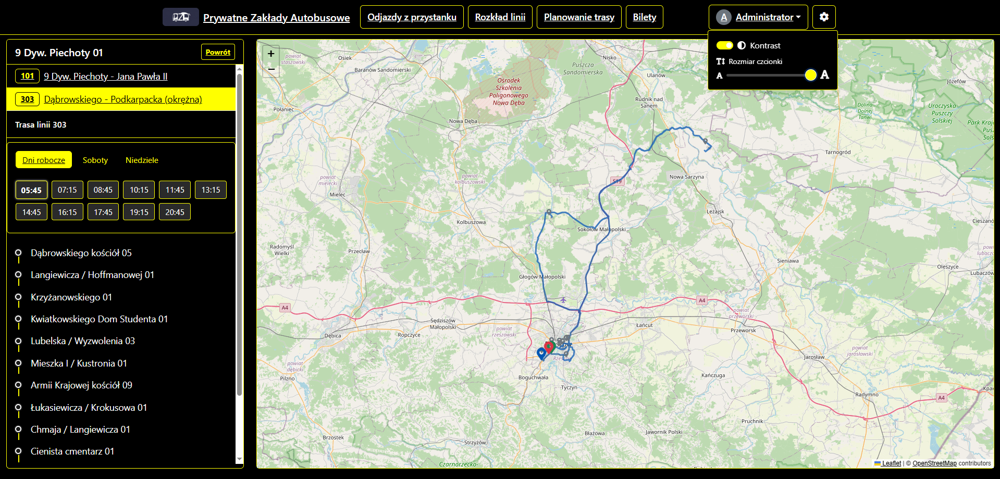 PZA
Prywatne Zakłady Autobusowe
Odjazdy z przystanku
Rozkład linii
Planowanie trasy
Bilety
A
Administrator
Kontrast
Rozmiar czcionki
A
A
9 Dyw. Piechoty 01
Powrót
101
9 Dyw. Piechoty - Jana Pawła II
303
Dąbrowskiego - Podkarpacka (okrężna)
Trasa linii 303
Dni robocze
Soboty
Niedziele
05:45
07:15
08:45
10:15
11:45
13:15
14:45
16:15
17:45
19:15
20:45
Dąbrowskiego kościół 05
Langiewicza / Hoffmanowej 01
Krzyżanowskiego 01
Kwiatkowskiego Dom Studenta 01
Lubelska / Wyzwolenia 03
Mieszka I / Kustronia 01
Armii Krajowej kościół 09
Łukasiewicza / Krokusowa 01
Chmaja / Langiewicza 01
Cienista cmentarz 01
+
−
powiat
staszowski
Osiek
Baranów Sandomierski
Nisko
Puszcza
Sandomierska
Ulanów
Józefów
Ośrodek
Szkolenia
Poligonowego
Nowa Dęba
Rudnik nad
Sanem
Połaniec
Nowa Dęba
Dolina
Dolnej
Tanwi
Uroczyska
Puszczy
Solskiej
Park Kraj
Puszc
Sols
Tarnogród
powiat
mielecki
Mielec
powiat
kolbuszowski
S19
Nowa Sarzyna
Leżajsk
Kolbuszowa
Sokołów Małopolski
Cieszanó
Radomyśl
Wielki
Przecław
Sieniawa
powia
lubacz
Oleszyce
Lubaczów
Głogów Małopolski
A4
A4
Sędziszów
Małopolski
powiat
przeworski
Łańcut
Dębica
Ropczyce
powiat
rzeszowski
Przeworsk
powiat
dębicki
Pilzno
Boguchwała
Tyczyn
Jarosław
powiat
jarosławski
Kańczuga
Radymno
A4
Krak
Pruchnik
Błażowa
Jawornik Polski
Brzostek
Strzyżów
Czarnorzecko-
Leaflet | © OpenStreetMap contributors